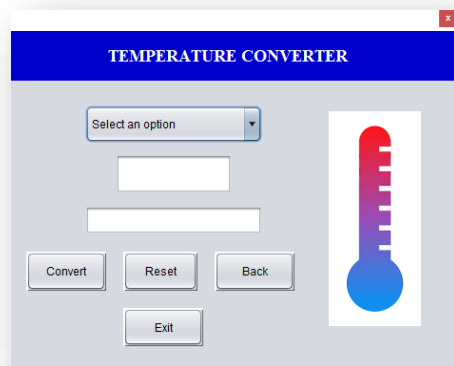 x
TEMPERATURE CONVERTER
Select an option
Convert Reset Back
Exit